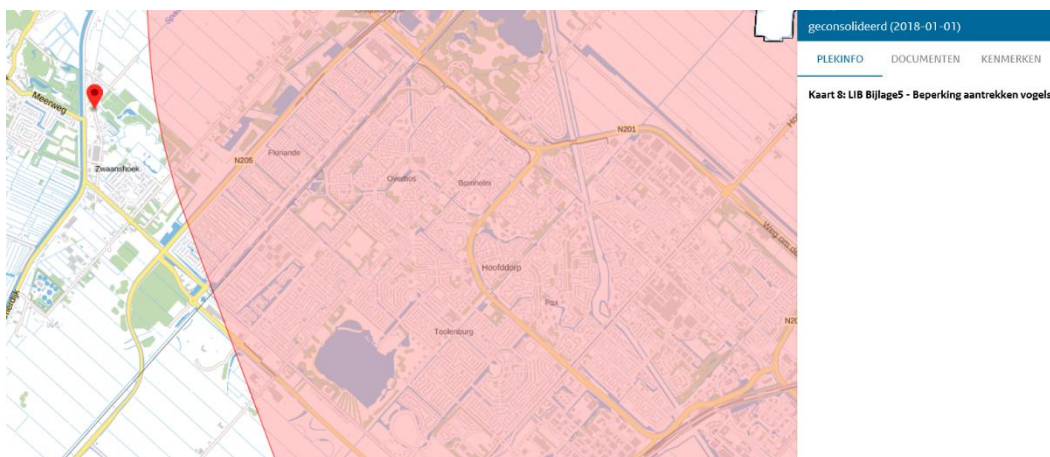 geconsolideerd (2018-01-01)
PLEKINFO DOCUMENTEN KENMERKEN
Kaart 8: LIB Bijlage5 - Beperking aantrekken vogels
Meerweg
Zwaanshoek
N205
Floriande
Overbos
Bornholm
N201
Hoofddorp
Pax
Toolenburg